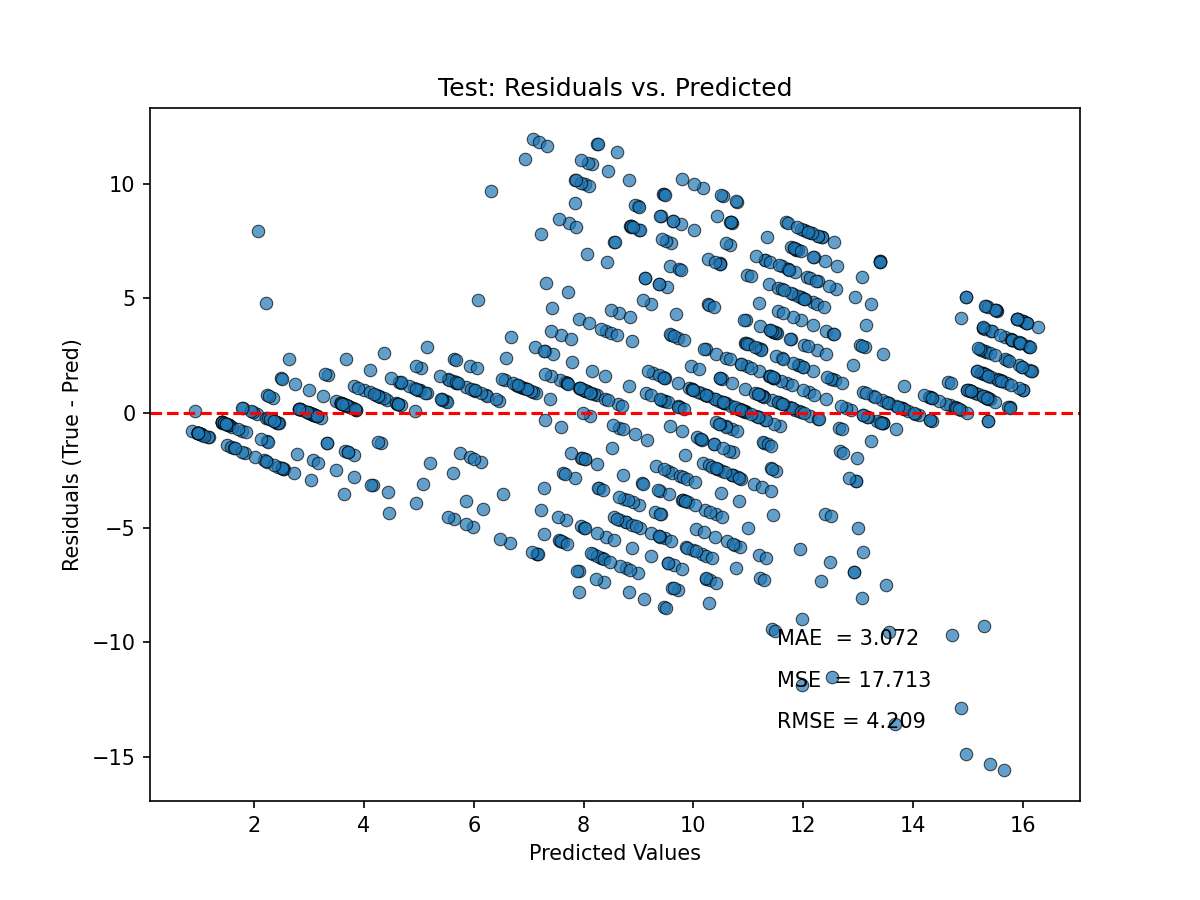 Test: Residuals vs. Predicted
Residuals (True - Pred)
10
5
0
−5
−10
−15
MAE = 3.072
MSE = 17.713
RMSE = 4.209
2 4 6 8 10 12 14 16
Predicted Values